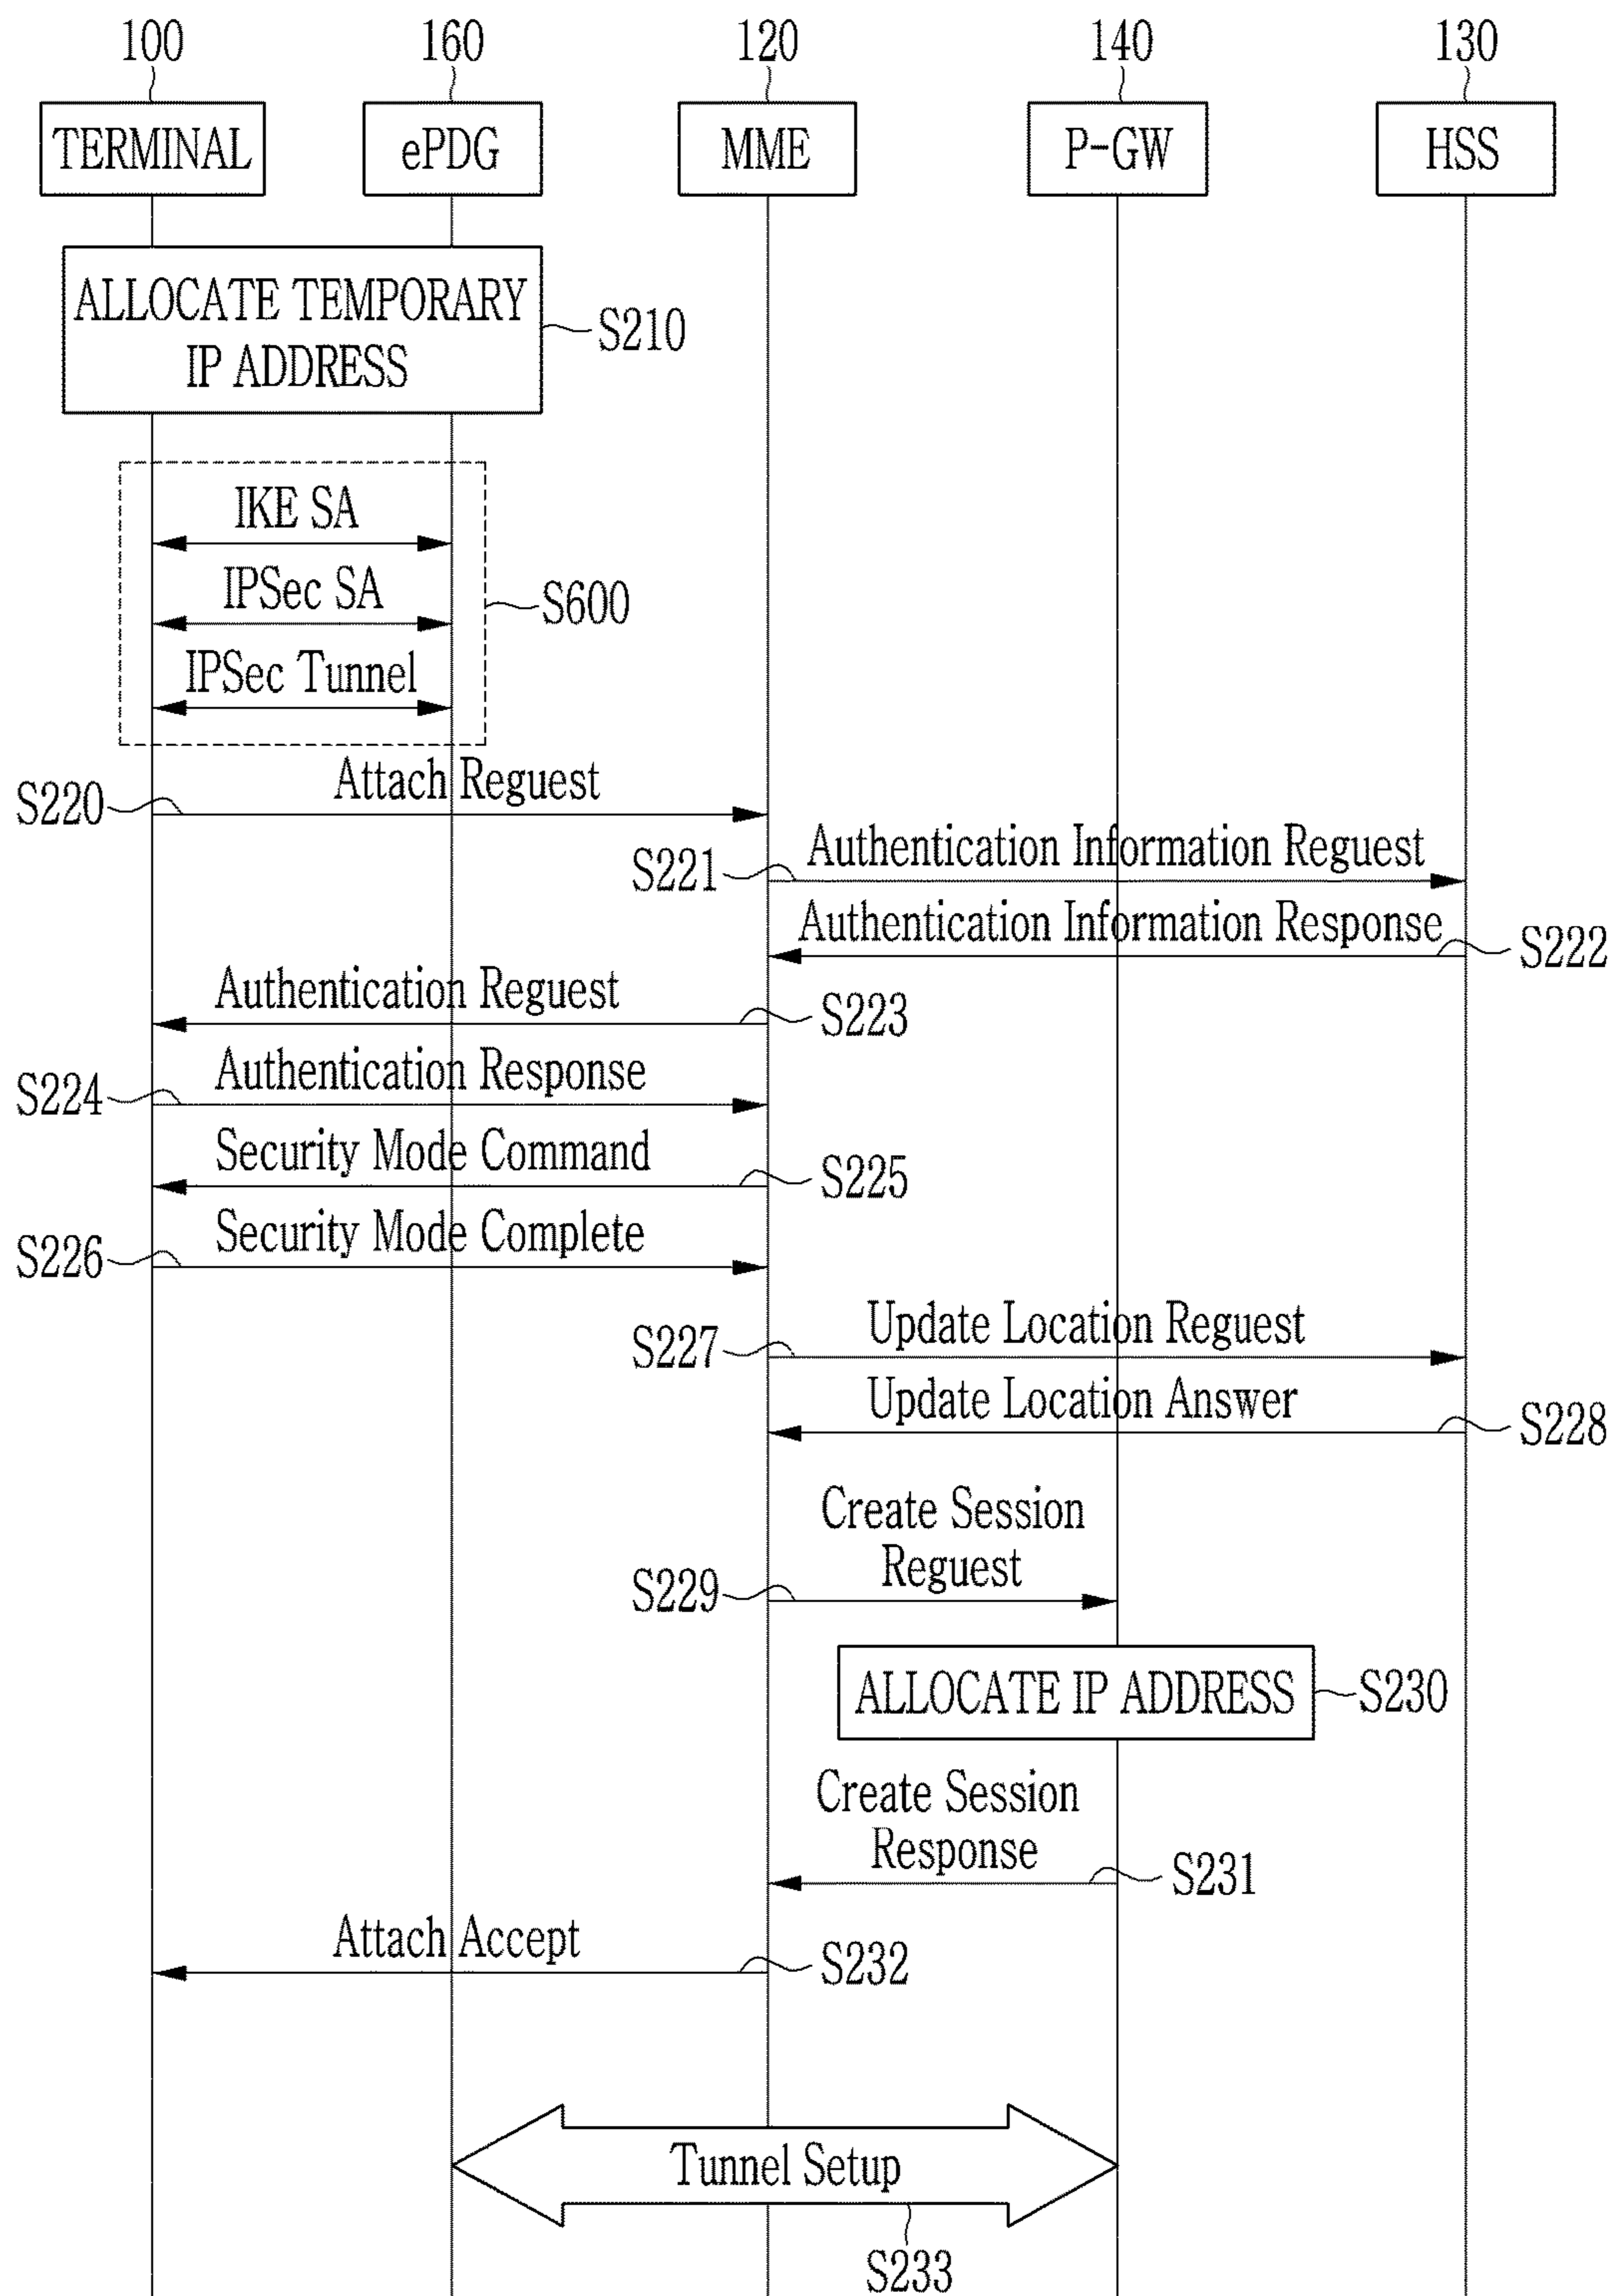 100
160
120
140
130
TERMINAL
ePDG
MME
P-GW
HSS
ALLOCATE TEMPORARY
IP ADDRESS
S210
IKE SA
IPSec SA
S600
IPSec Tunnel
Attach Reguest
S220
Authentication Information Reguest
S221
Authentication Information Response
S222
Authentication Reguest
S223
Authentication Response
S224
Security Mode Command
S225
Security Mode Complete
S226
Update Location Reguest
S227
Update Location Answer
S228
Create Session
Reguest
S229
ALLOCATE IP ADDRESS
S230
Create Session
Response
S231
Attach Accept
S232
Tunnel Setup
S233